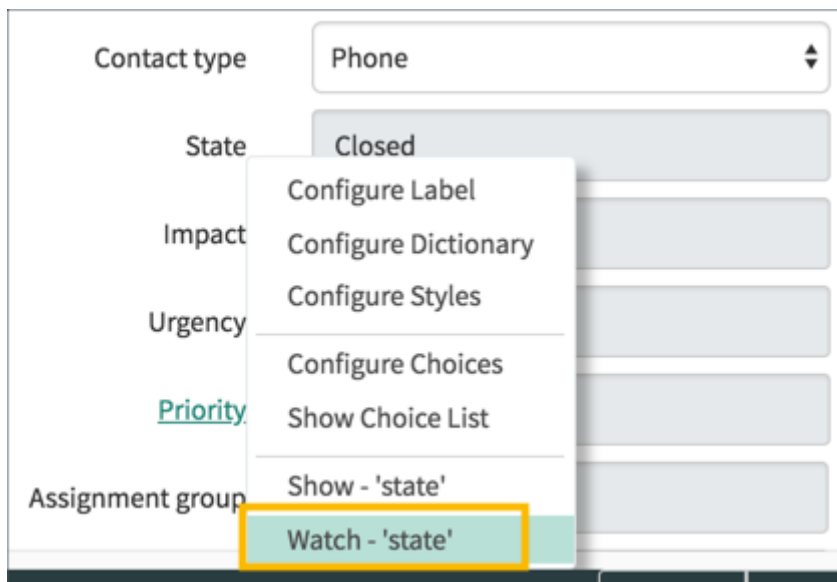 Contact type
Phone
State
Closed
Configure Label
Impact
Configure Dictionary
Configure Styles
Urgency
Configure Choices
Priority
Show Choice List
Show - 'state'
Assignment group
Watch - 'state'